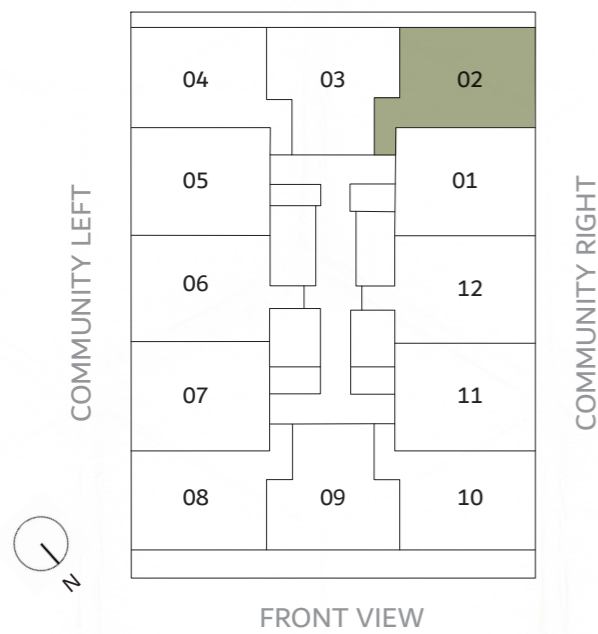 04 03 02
05 01
06 12
07 11
08 09 10
COMMUNITY LEFT
COMMUNITY RIGHT
N
FRONT VIEW